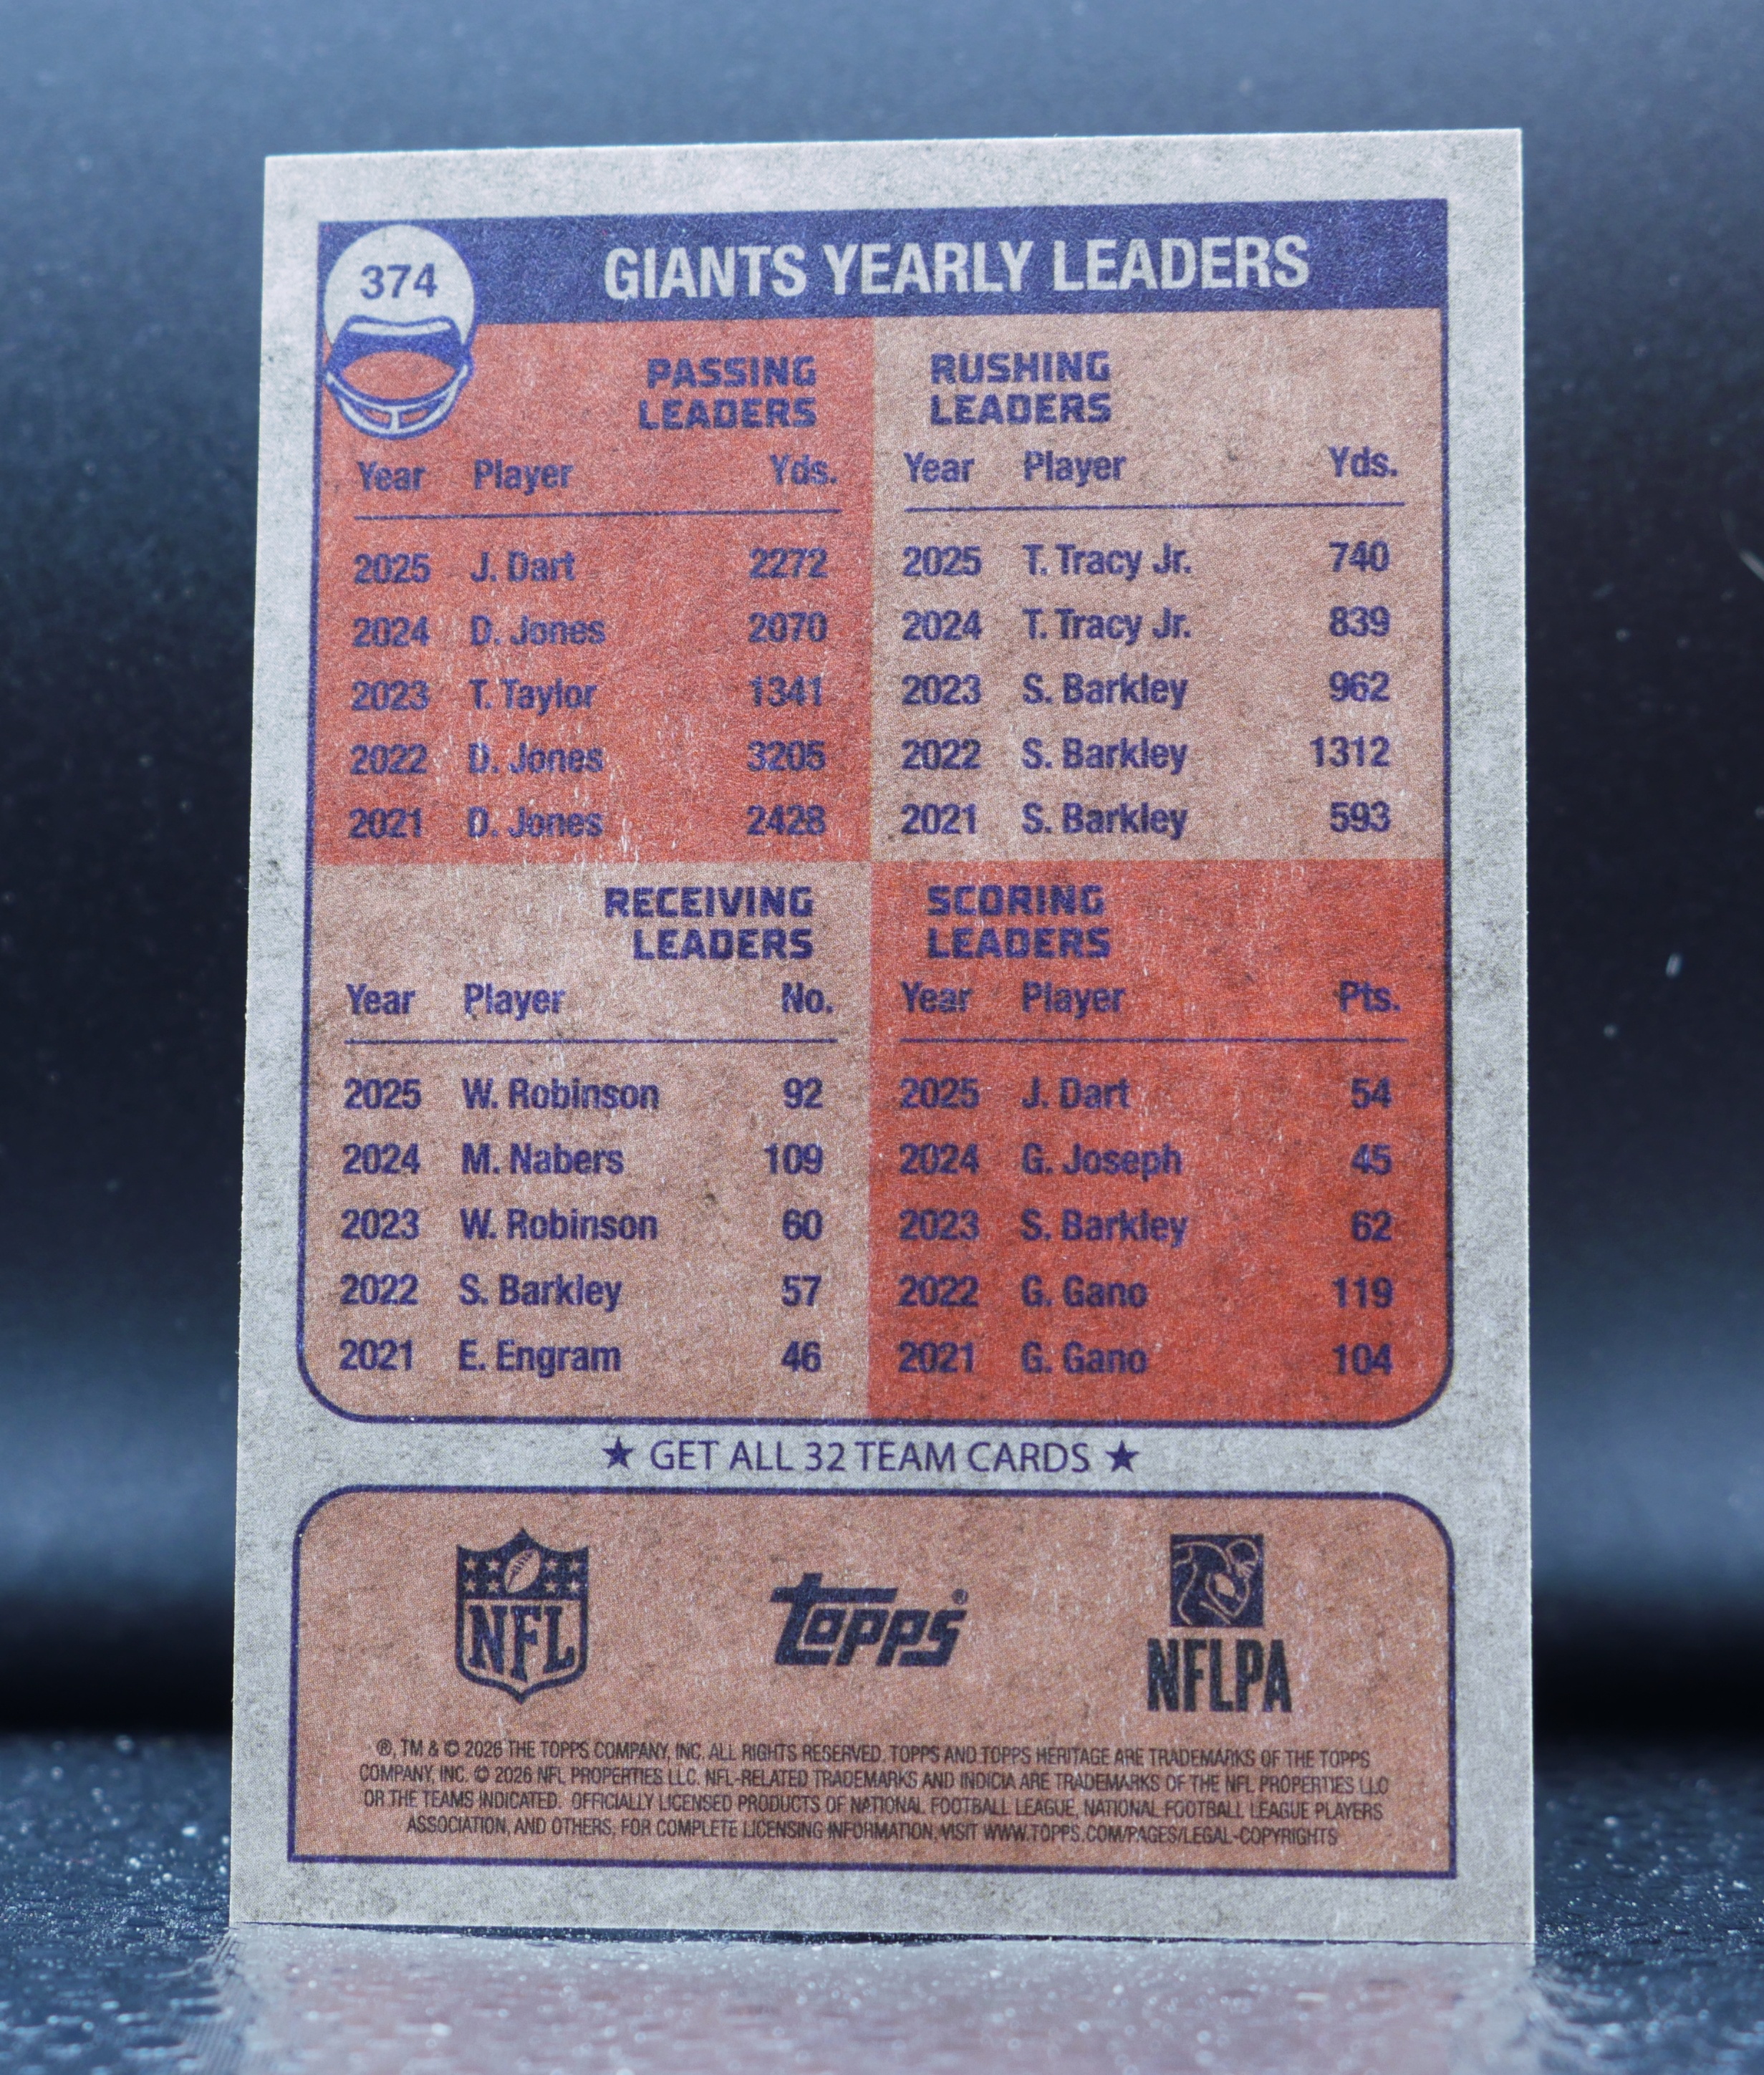 374
GIANTS YEARLY LEADERS
PASSING
LEADERS
Year Player Yds.
2025 J. Dart 2272
2024 D. Jones 2070
2023 T. Taylor 1341
2022 D. Jones 3205
2021 D. Jones 2428
RUSHING
LEADERS
Year Player Yds.
2025 T. Tracy Jr. 740
2024 T. Tracy Jr. 839
2023 S. Barkley 962
2022 S. Barkley 1312
2021 S. Barkley 593
RECEIVING
LEADERS
Year Player No.
2025 W. Robinson 92
2024 M. Nabers 109
2023 W. Robinson 60
2022 S. Barkley 57
2021 E. Engram 46
SCORING
LEADERS
Year Player Pts.
2025 J. Dart 54
2024 G. Joseph 45
2023 S. Barkley 62
2022 G. Gano 119
2021 G. Gano 104
★ GET ALL 32 TEAM CARDS ★
NFL
topps®
NFLPA
®, TM & © 2026 THE TOPPS COMPANY, INC. ALL RIGHTS RESERVED. TOPPS AND TOPPS HERITAGE ARE TRADEMARKS OF THE TOPPS
COMPANY, INC. © 2026 NFL PROPERTIES LLC. NFL-RELATED TRADEMARKS AND INDICIA ARE TRADEMARKS OF THE NFL PROPERTIES LLC
OR THE TEAMS INDICATED. OFFICIALLY LICENSED PRODUCTS OF NATIONAL FOOTBALL LEAGUE, NATIONAL FOOTBALL LEAGUE PLAYERS
ASSOCIATION, AND OTHERS. FOR COMPLETE LICENSING INFORMATION, VISIT WWW.TOPPS.COM/PAGES/LEGAL-COPYRIGHTS